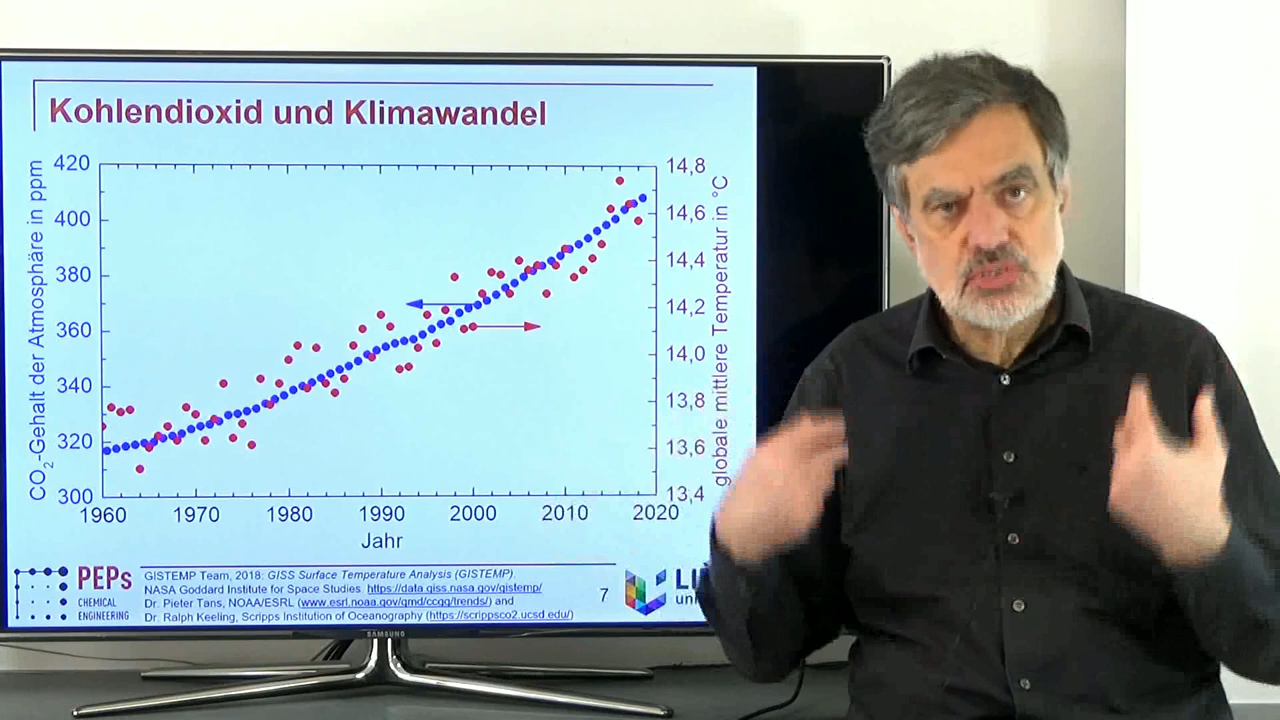 Kohlendioxid und Klimawandel
CO2-Gehalt der Atmosphäre in ppm
420
400
380
360
340
320
300
14,8
14,6
14,4
14,2
14,0
13,8
13,6
13,4
globale mittlere Temperatur in °C
1960 1970 1980 1990 2000 2010 2020
Jahr
PEPs
CHEMICAL
ENGINEERING
GISTEMP Team, 2018: GISS Surface Temperature Analysis (GISTEMP).
NASA Goddard Institute for Space Studies. https://data.giss.nasa.gov/gistemp/
Dr. Pieter Tans, NOAA/ESRL (www.esrl.noaa.gov/gmd/ccgg/trends/) and
Dr. Ralph Keeling, Scripps Institution of Oceanography (https://scrippsco2.ucsd.edu/)
7
SAMSUNG